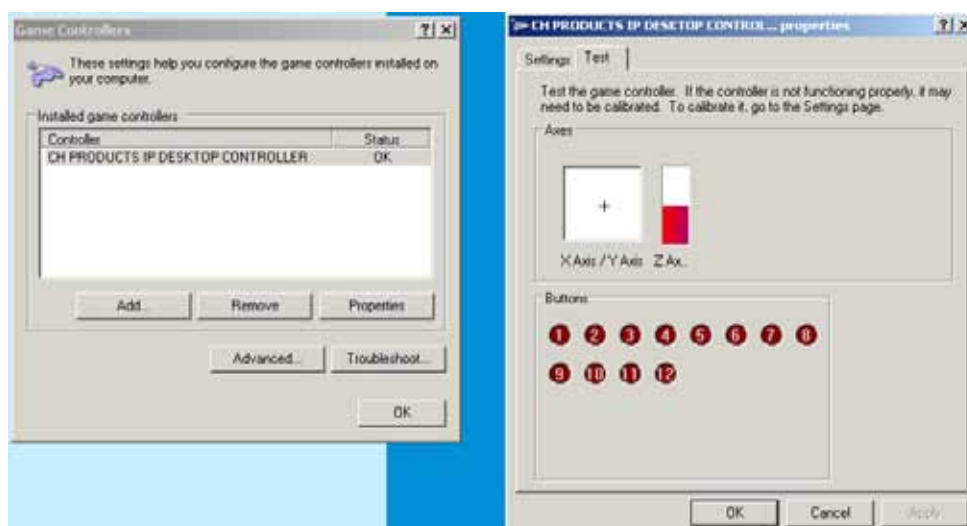 Game Controllers
These settings help you configure the game controllers installed on
your computer.
Installed game controllers
Controller Status
CH PRODUCTS IP DESKTOP CONTROLLER OK
Add...
Remove
Properties
Advanced...
Troubleshoot...
OK
CH PRODUCTS IP DESKTOP CONTROL... properties
Settings Test
Test the game controller. If the controller is not functioning properly, it may
need to be calibrated. To calibrate it, go to the Settings page.
Axes
X Axis / Y Axis Z Ax..
Buttons
1 2 3 4 5 6 7 8
9 10 11 12
OK Cancel Apply